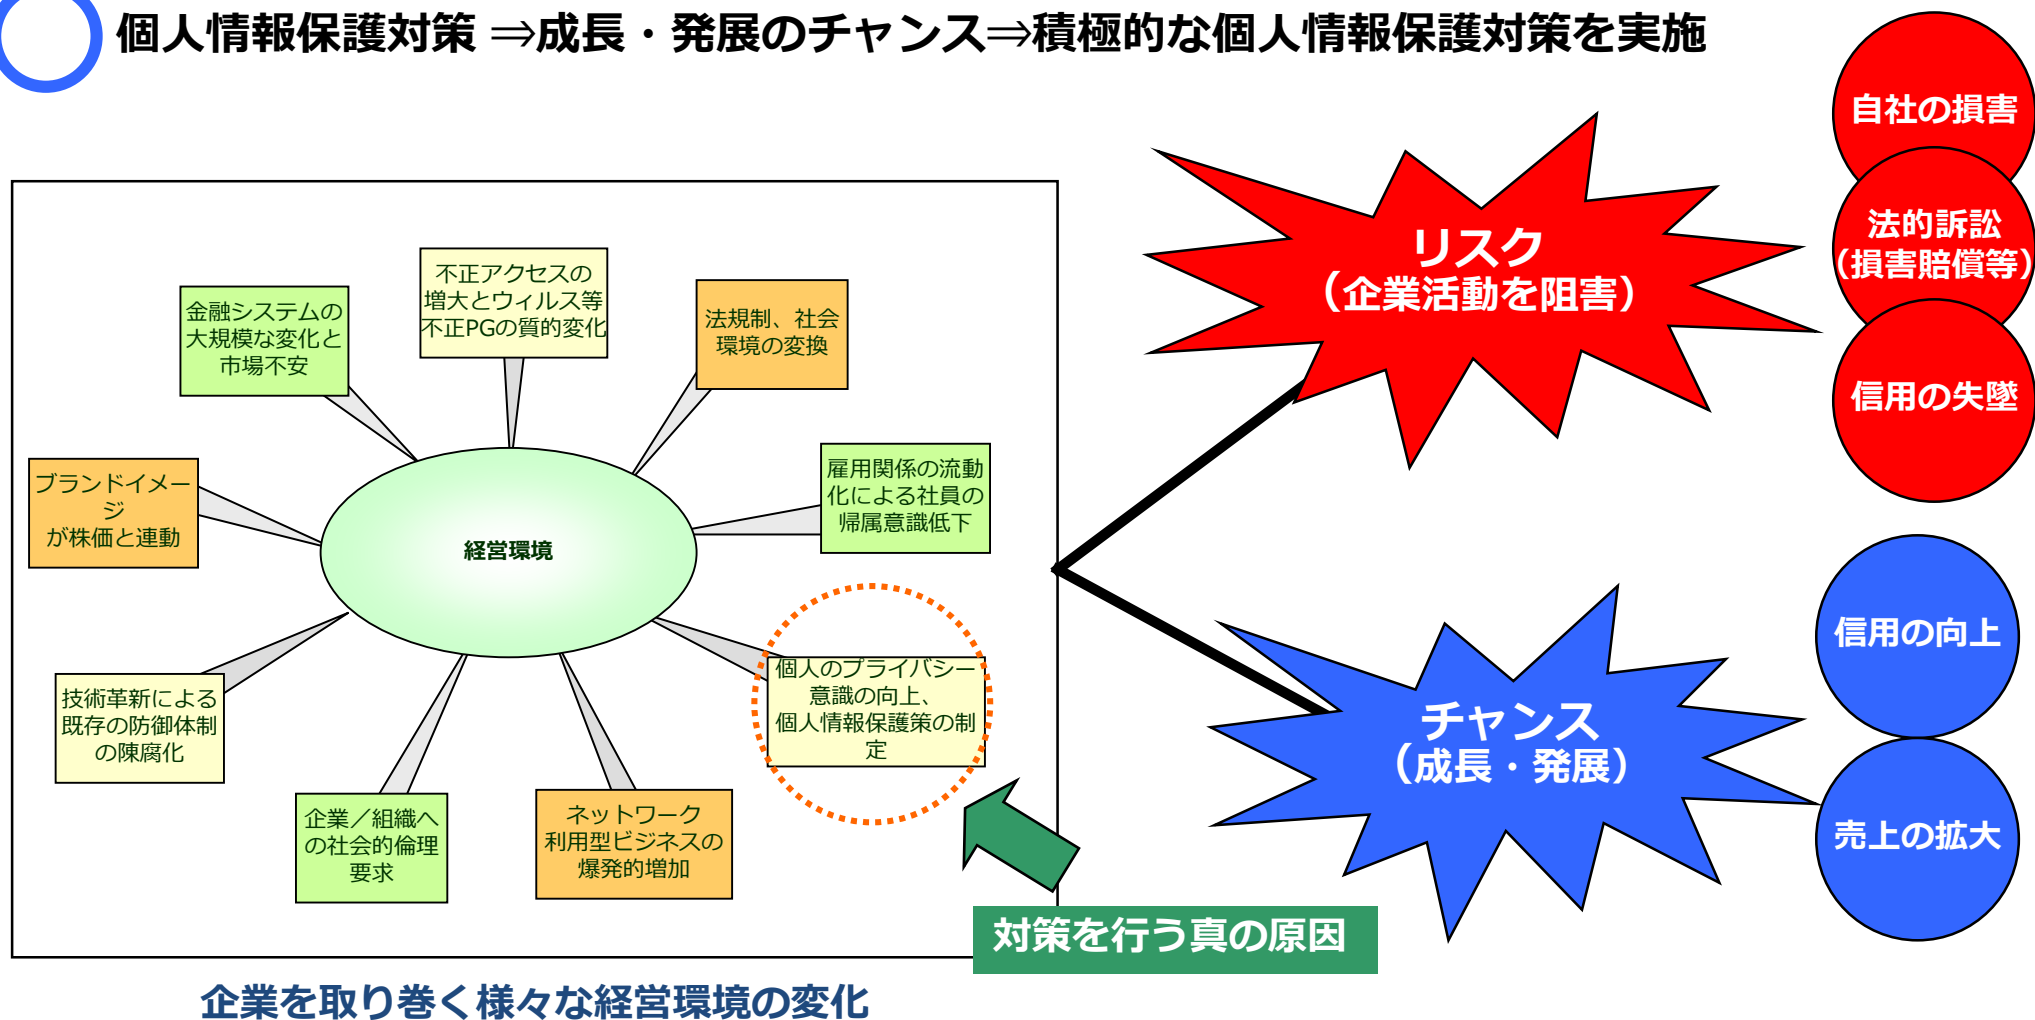 個人情報保護対策 ⇒成長・発展のチャンス⇒積極的な個人情報保護対策を実施
金融システムの
大規模な変化と
市場不安
不正アクセスの
増大とウィルス等
不正PGの質的変化
法規制、社会
環境の変換
ブランドイメー
ジ
が株価と連動
経営環境
雇用関係の流動
化による社員の
帰属意識低下
技術革新による
既存の防御体制
の陳腐化
企業／組織へ
の社会的倫理
要求
ネットワーク
利用型ビジネスの
爆発的増加
個人のプライバシー
意識の向上、
個人情報保護策の制
定
対策を行う真の原因
企業を取り巻く様々な経営環境の変化
リスク
（企業活動を阻害）
自社の損害
法的訴訟
（損害賠償等）
信用の失墜
チャンス
（成長・発展）
信用の向上
売上の拡大